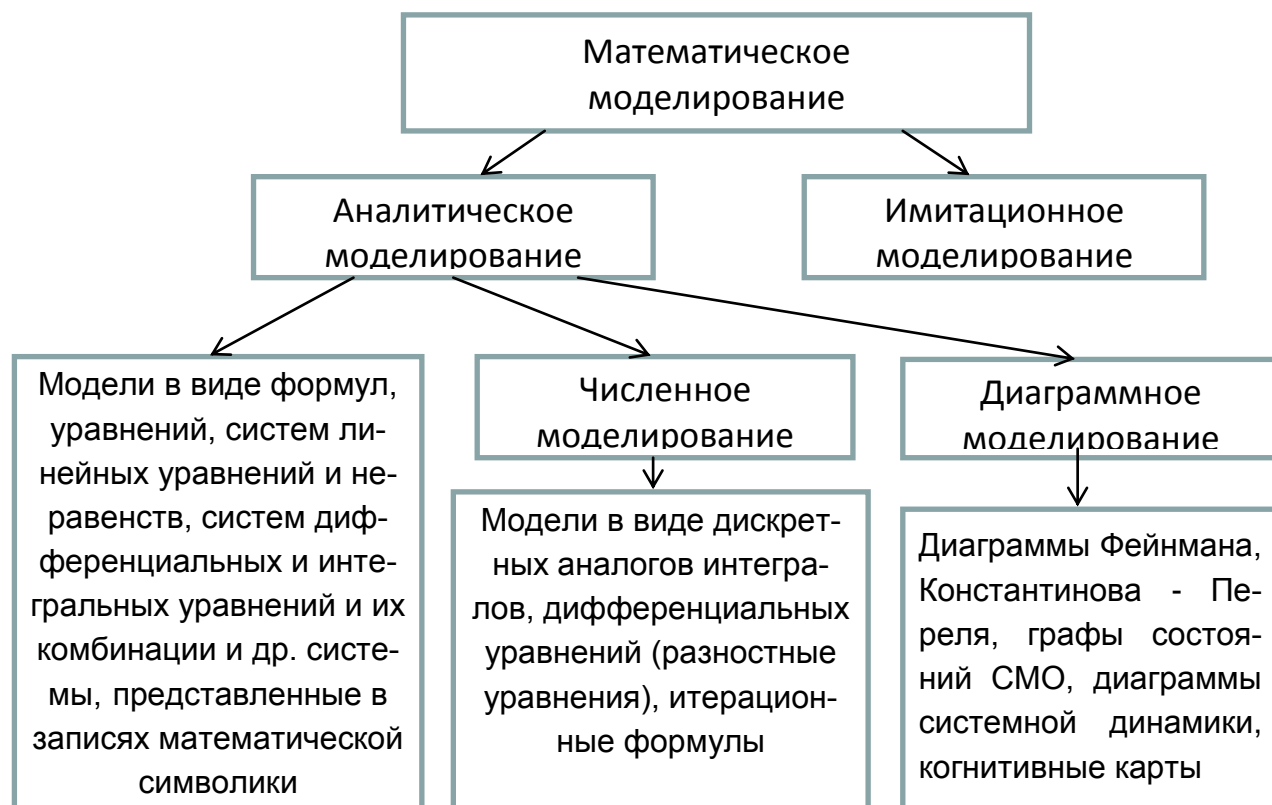 Математическое
моделирование
Аналитическое
моделирование
Имитационное
моделирование
Модели в виде формул,
уравнений, систем ли-
нейных уравнений и не-
равенств, систем диф-
ференциальных и инте-
гральных уравнений и их
комбинации и др. систе-
мы, представленные в
записях математической
символики
Численное
моделирование
Модели в виде дискрет-
ных аналогов интегра-
лов, дифференциальных
уравнений (разностные
уравнения), итерацион-
ные формулы
Диаграммное
моделирование
Диаграммы Фейнмана,
Константинова - Пе-
реля, графы состоя-
ний СМО, диаграммы
системной динамики,
когнитивные карты